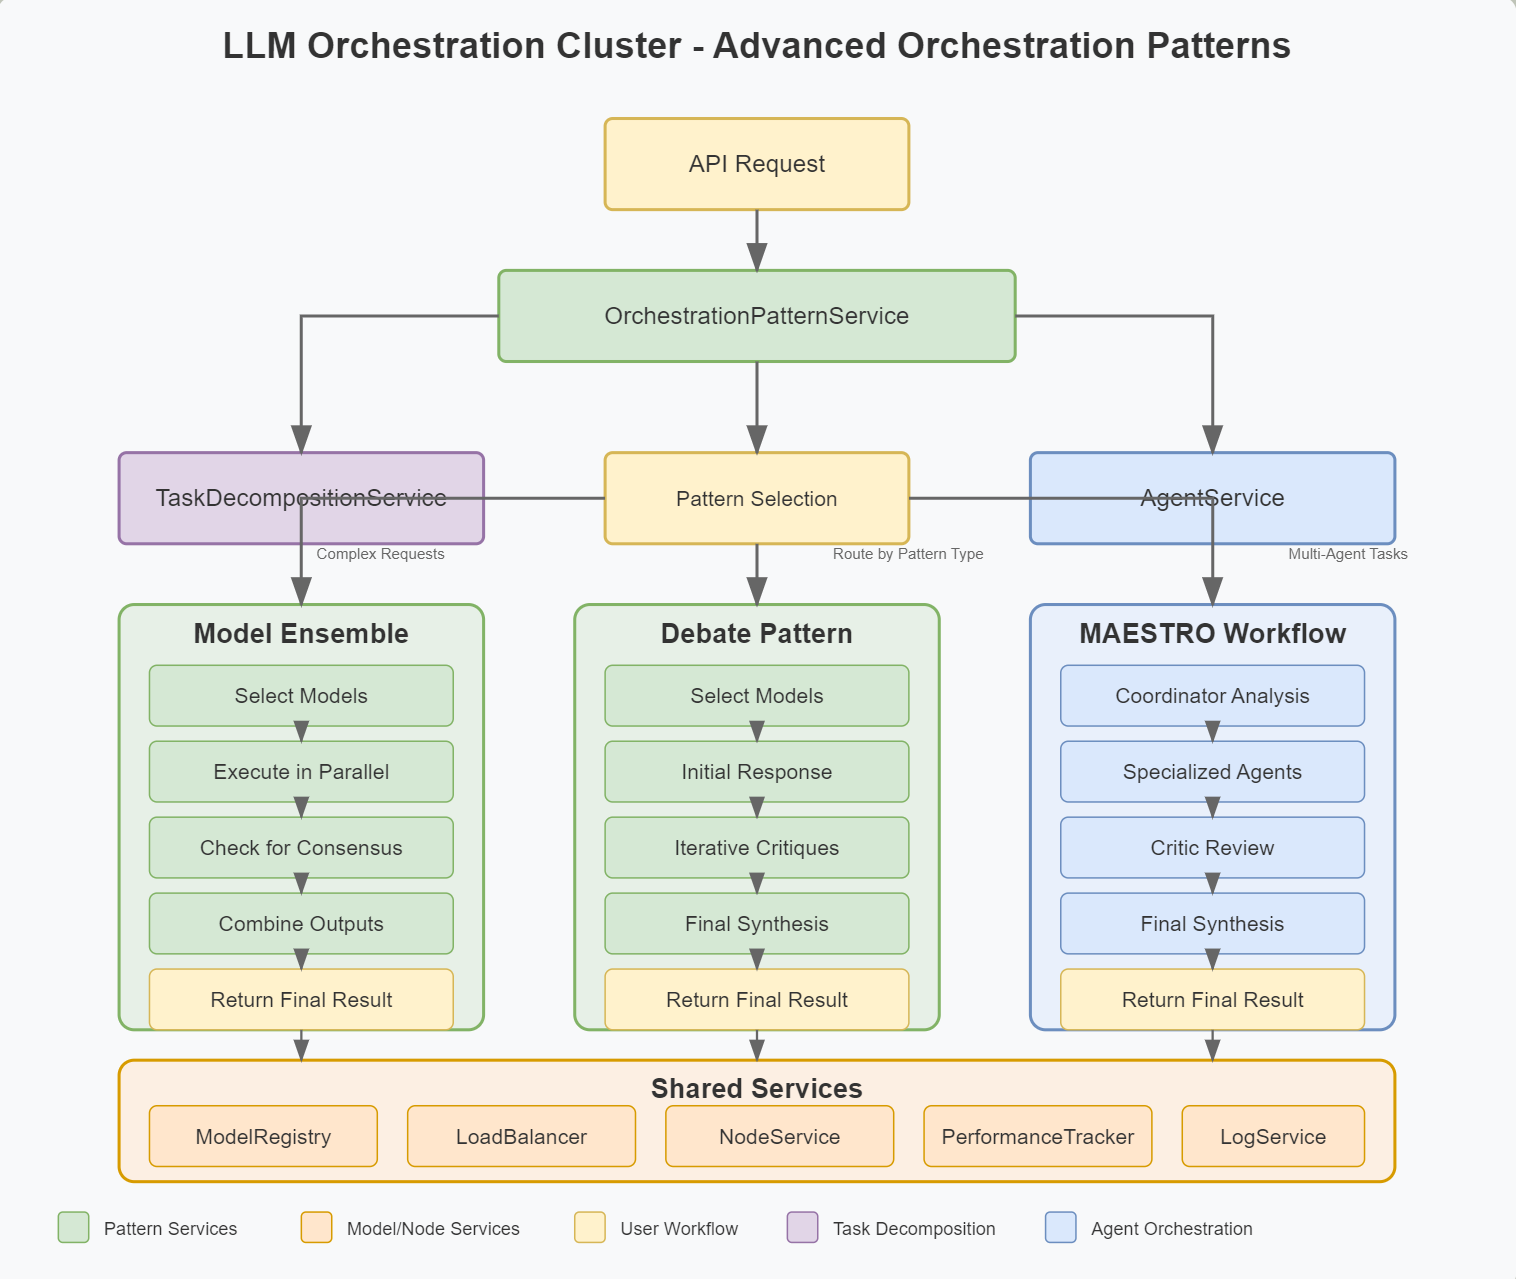 LLM Orchestration Cluster - Advanced Orchestration Patterns
API Request
OrchestrationPatternService
TaskDecompositionService
Pattern Selection
AgentService
Complex Requests
Route by Pattern Type
Multi-Agent Tasks
Model Ensemble
Select Models
Execute in Parallel
Check for Consensus
Combine Outputs
Return Final Result
Debate Pattern
Select Models
Initial Response
Iterative Critiques
Final Synthesis
Return Final Result
MAESTRO Workflow
Coordinator Analysis
Specialized Agents
Critic Review
Final Synthesis
Return Final Result
Shared Services
ModelRegistry
LoadBalancer
NodeService
PerformanceTracker
LogService
Pattern Services
Model/Node Services
User Workflow
Task Decomposition
Agent Orchestration